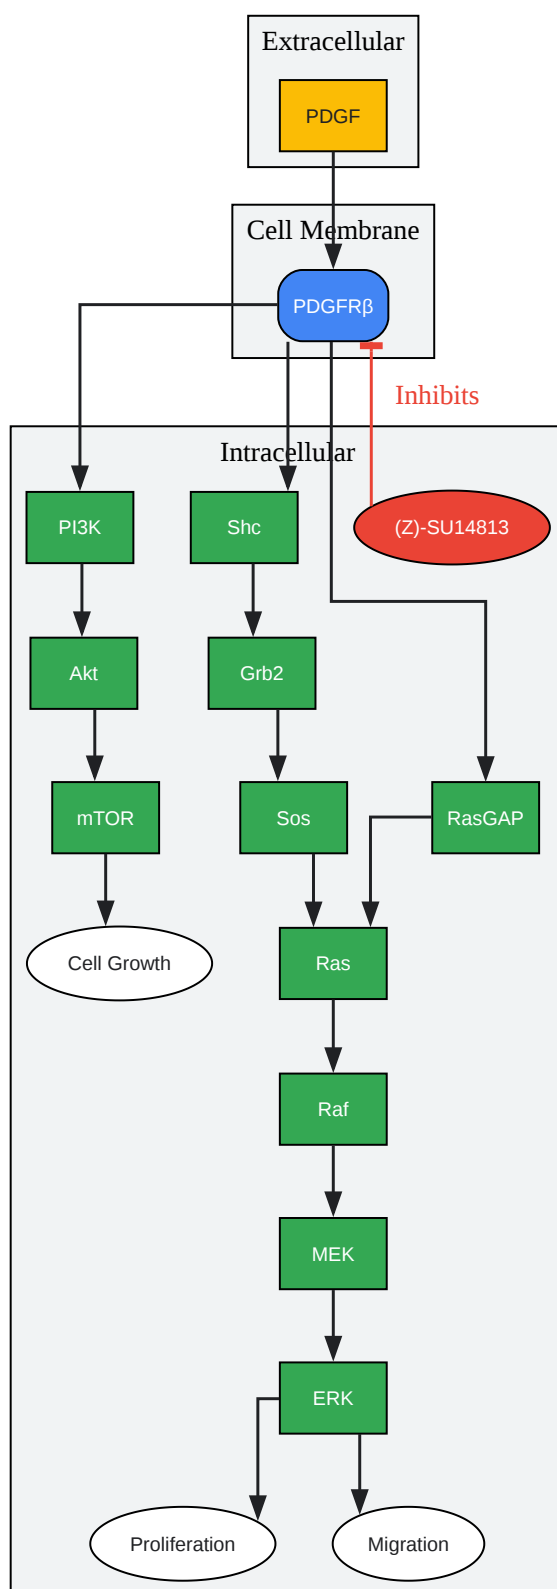 Extracellular
PDGF
Cell Membrane
PDGFRβ
Inhibits
Intracellular
PI3K
Shc
(Z)-SU14813
Akt
Grb2
mTOR
Sos
RasGAP
Cell Growth
Ras
Raf
MEK
ERK
Proliferation
Migration